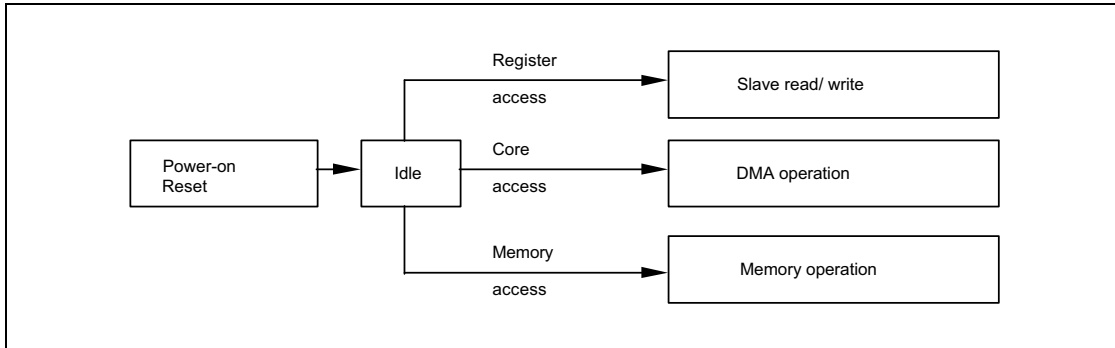 Register
access
Slave read/ write
Power-on
Reset
Idle
Core
access
DMA operation
Memory
access
Memory operation